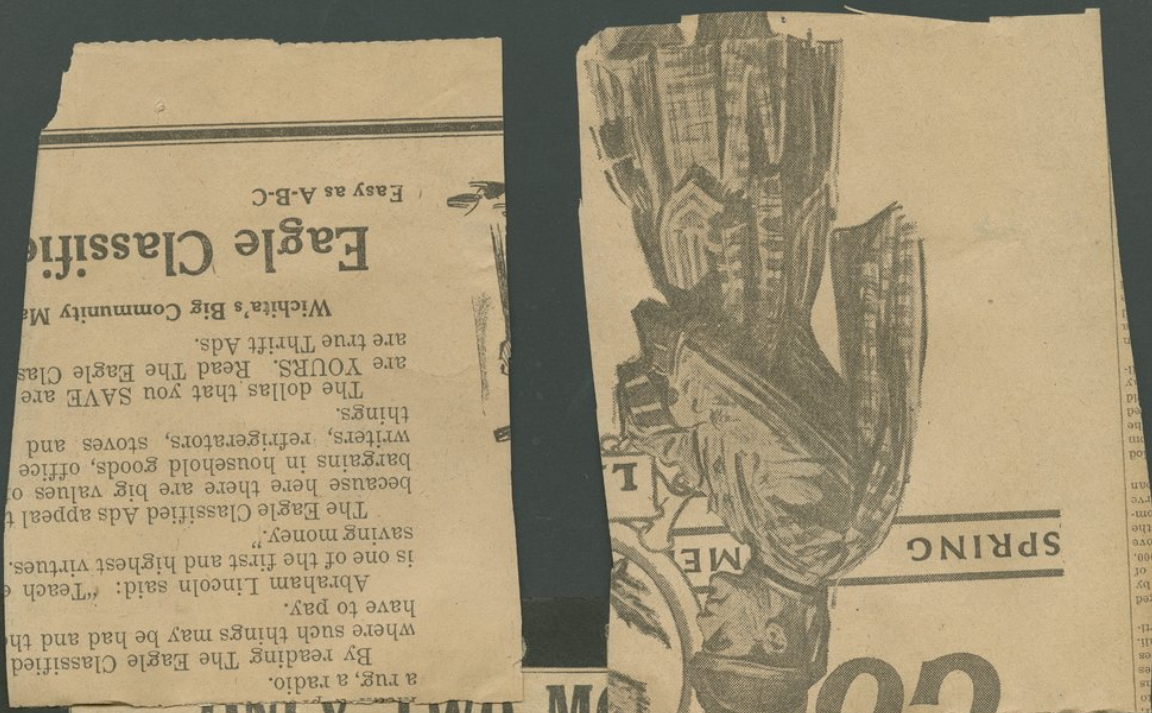 a rug, a radio.
By reading The Eagle Classified
where such things may be had and th
have to pay.
Abraham Lincoln said: "Teach e
is one of the first and highest virtues.
saving money."
The Eagle Classified Ads appeal t
because here there are big values o
bargains in household goods, office
writers, refrigerators, stoves and
things.
The dollas that you SAVE are
are YOURS. Read The Eagle Clas
are true Thrift Ads.
Wichita's Big Community Ma
Eagle Classifie
Easy as A-B-C
GO
SPRING ME
L
TWO MO